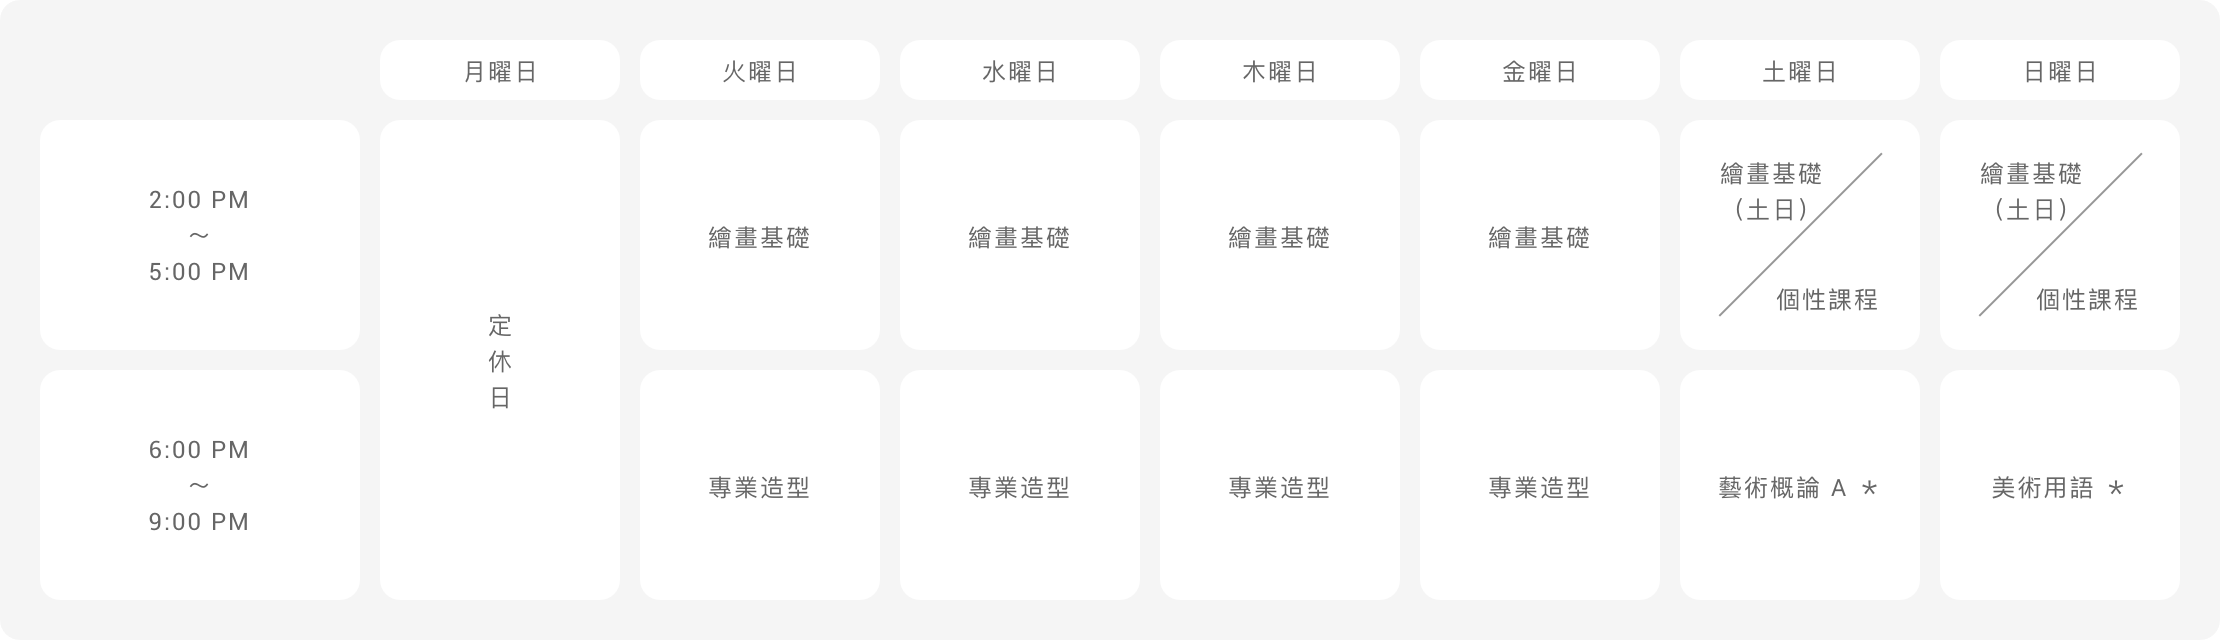 月曜日
火曜日
水曜日
木曜日
金曜日
土曜日
日曜日
2:00 PM
～
5:00 PM
定
休
日
繪畫基礎
繪畫基礎
繪畫基礎
繪畫基礎
繪畫基礎
（土日）
個性課程
繪畫基礎
（土日）
個性課程
6:00 PM
～
9:00 PM
專業造型
專業造型
專業造型
專業造型
藝術概論 A ＊
美術用語 ＊